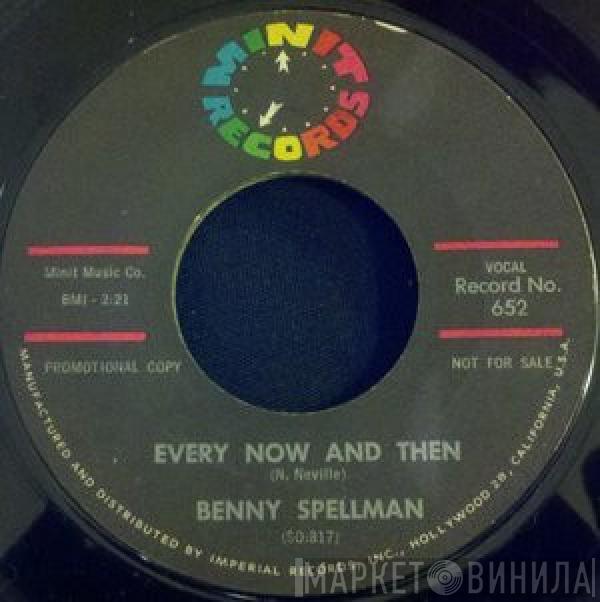 MINIT
RECORDS
Minit Music Co.
BMI - 2:21
PROMOTIONAL COPY
VOCAL
Record No.
652
NOT FOR SALE
EVERY NOW AND THEN
(N. Neville)
BENNY SPELLMAN
(SO.817)
MANUFACTURED AND DISTRIBUTED BY IMPERIAL RECORDS, INC., HOLLYWOOD 28, CALIFORNIA, U.S.A.
МАРКЕТ ВИНИЛА